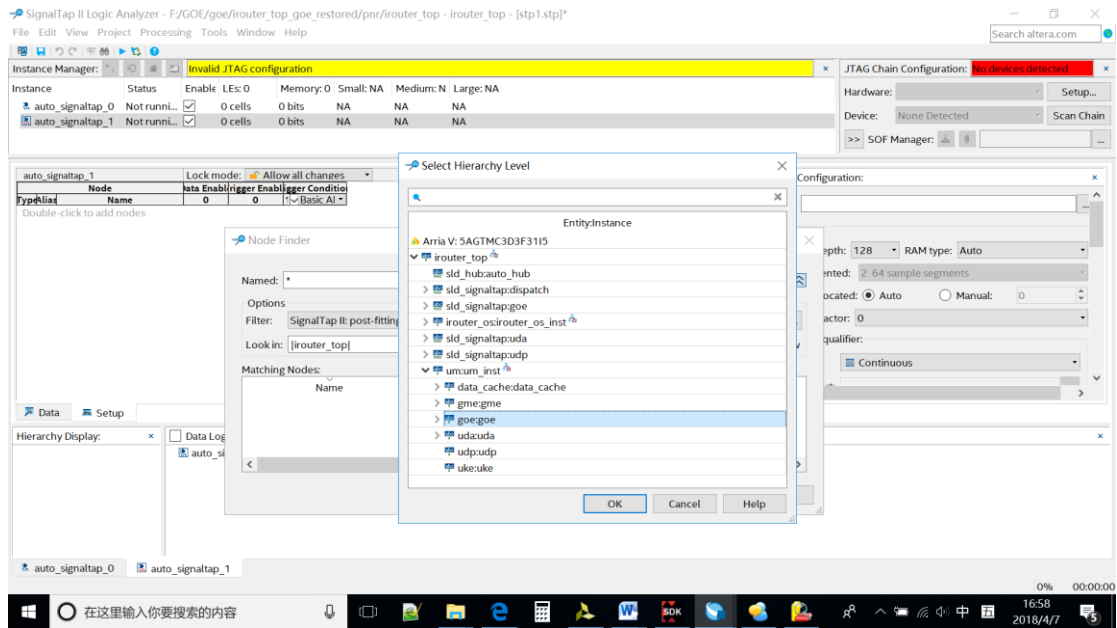 SignalTap II Logic Analyzer - F:/GOE/goe/irouter_top_goe_restored/pnr/irouter_top - irouter_top - [stp1.stp]*
File Edit View Project Processing Tools Window Help
Search altera.com
Instance Manager: Invalid JTAG configuration
JTAG Chain Configuration: No devices detected
Instance Status Enable LEs: 0 Memory: 0 Small: NA Medium: N Large: NA
auto_signaltap_0 Not runni... 0 cells 0 bits NA NA NA
auto_signaltap_1 Not runni... 0 cells 0 bits NA NA NA
Hardware: Setup...
Device: None Detected Scan Chain
>> SOF Manager: ...
auto_signaltap_1 Lock mode: Allow all changes
Node
Type Alias Name 0 0 Basic AI
Double-click to add nodes
Node Finder
Named: *
Options
Filter: SignalTap II: post-fitting
Look in: |irouter_top|
Matching Nodes:
Name
Select Hierarchy Level
Entity:Instance
Arria V: 5AGTMC3D3F31I5
irouter_top
sld_hub:auto_hub
sld_signaltap:dispatch
sld_signaltap:goe
irouter_os:irouter_os_inst
sld_signaltap:uda
sld_signaltap:udp
um:um_inst
data_cache:data_cache
gme:gme
goe:goe
uda:uda
udp:udp
uke:uke
OK Cancel Help
Configuration:
...
epth: 128 RAM type: Auto
ented: 2 64 sample segments
ocated: Auto Manual: 0
actor: 0
qualifier:
Continuous
Data Setup
Hierarchy Display: Data Log
auto_si
auto_signaltap_0 auto_signaltap_1
0% 00:00:00
在这里输入你要搜索的内容
SDK
中 五 16:58
2018/4/7
5